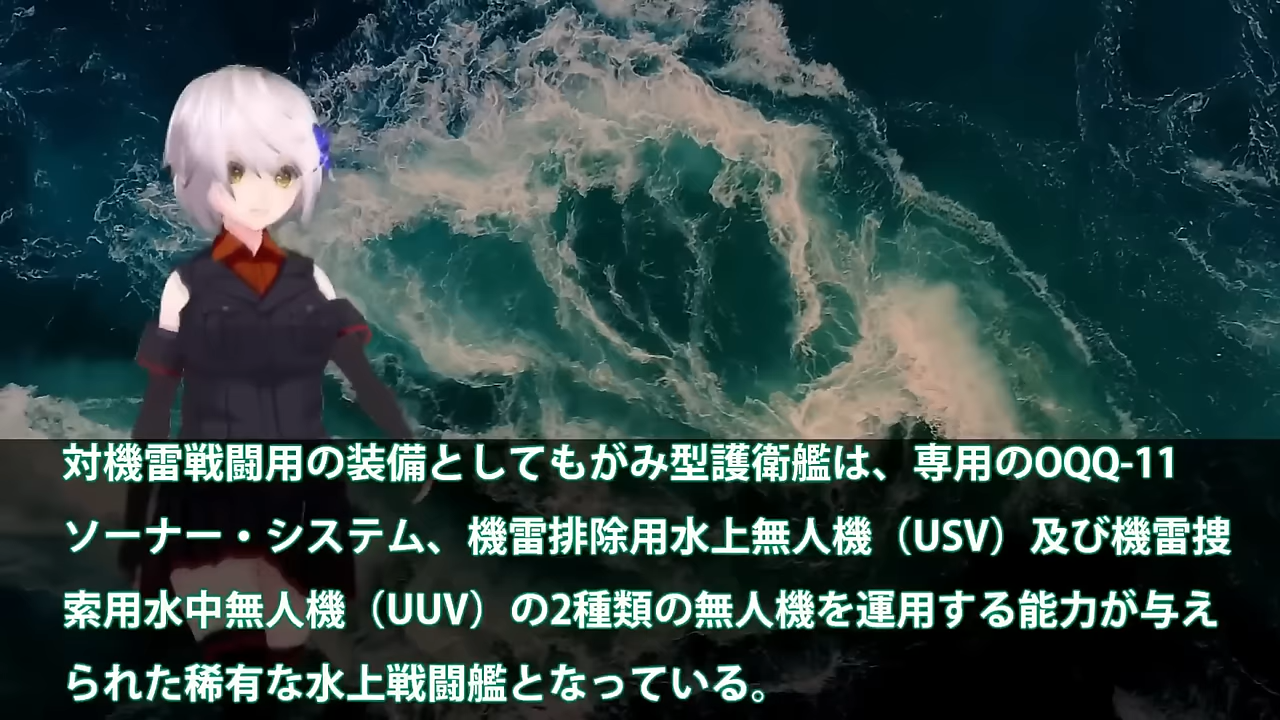 対機雷戦闘用の装備としてもがみ型護衛艦は、専用のOQQ-11
ソーナー・システム、機雷排除用水上無人機（USV）及び機雷捜
索用水中無人機（UUV）の2種類の無人機を運用する能力が与え
られた稀有な水上戦闘艦となっている。